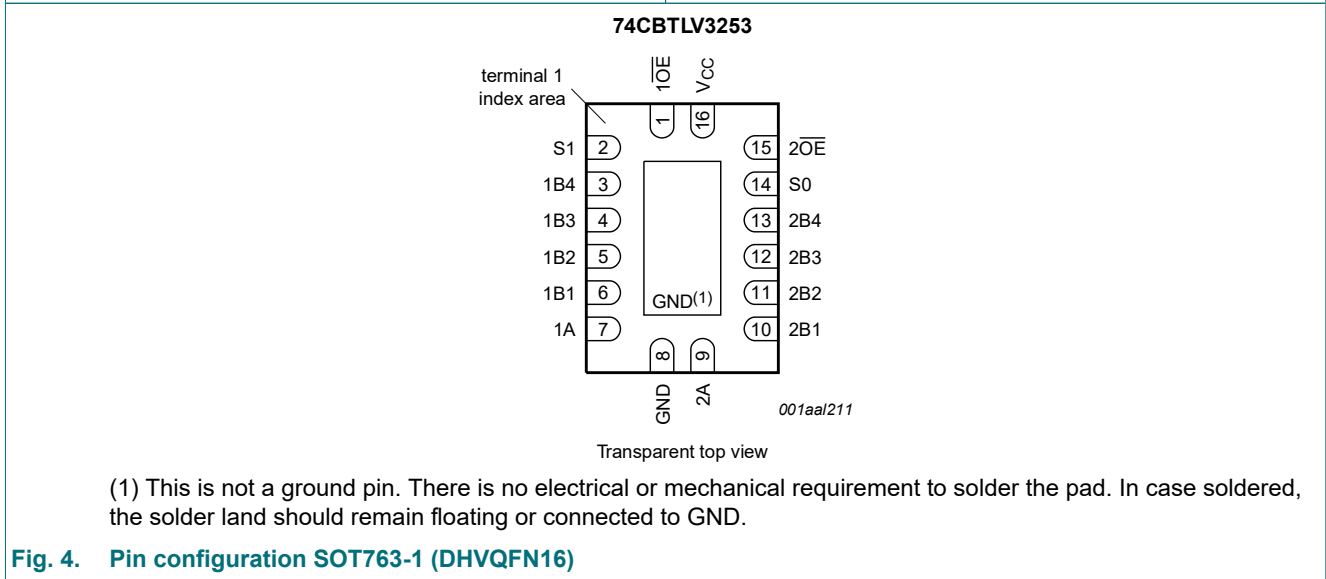 74CBTLV3253
terminal 1
index area
1O̅E̅
VCC
1
16
S1 2
15 2O̅E̅
1B4 3
14 S0
1B3 4
13 2B4
1B2 5
12 2B3
1B1 6
GND(1)
11 2B2
1A 7
10 2B1
8
9
GND
2A
001aal211
Transparent top view
(1) This is not a ground pin. There is no electrical or mechanical requirement to solder the pad. In case soldered,
the solder land should remain floating or connected to GND.
Fig. 4. Pin configuration SOT763-1 (DHVQFN16)